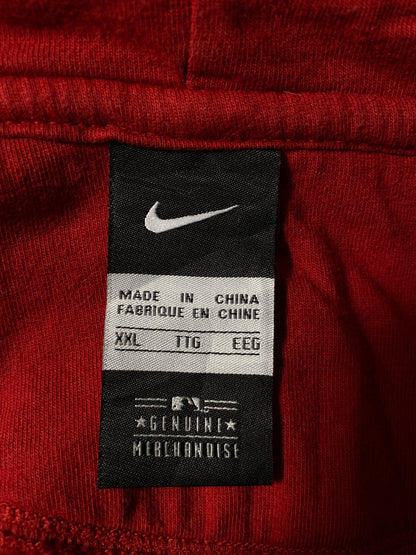 MADE IN CHINA
FABRIQUE EN CHINE
XXL TTG EEG
GENUINE
MERCHANDISE